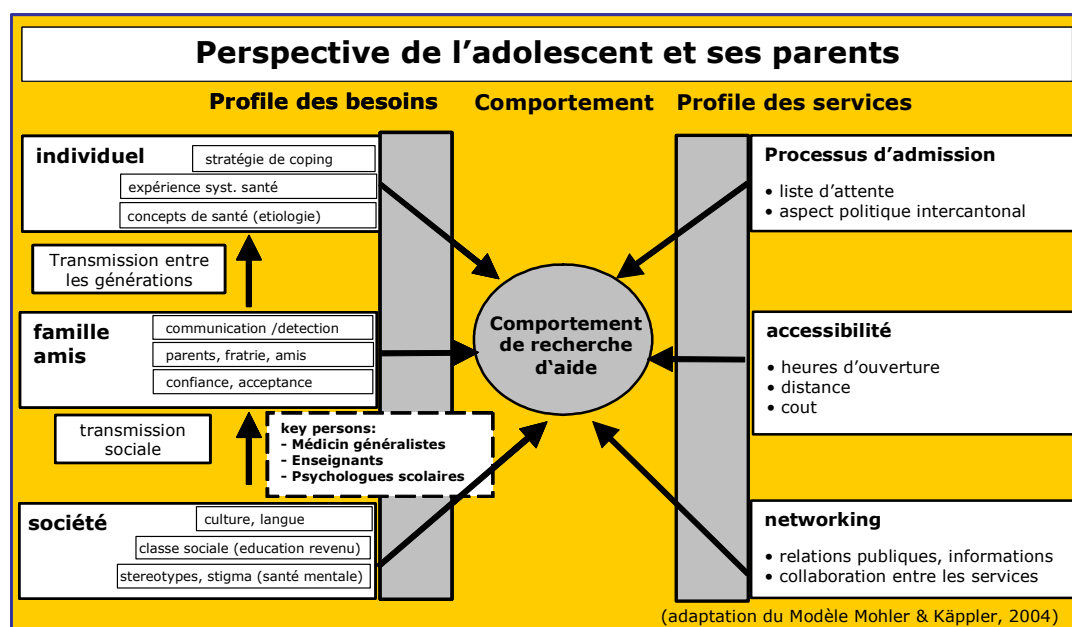 Perspective de l'adolescent et ses parents
Profile des besoins
Comportement
Profile des services
individuel
stratégie de coping
expérience syst. santé
concepts de santé (etiologie)
Transmission entre
les générations
famille
amis
communication /detection
parents, fratrie, amis
confiance, acceptance
transmission
sociale
key persons:
- Médicin généralistes
- Enseignants
- Psychologues scolaires
société
culture, langue
classe sociale (education revenu)
stereotypes, stigma (santé mentale)
Comportement
de recherche
d'aide
Processus d'admission
• liste d'attente
• aspect politique intercantonal
accessibilité
• heures d'ouverture
• distance
• cout
networking
• relations publiques, informations
• collaboration entre les services
(adaptation du Modèle Mohler & Käppler, 2004)